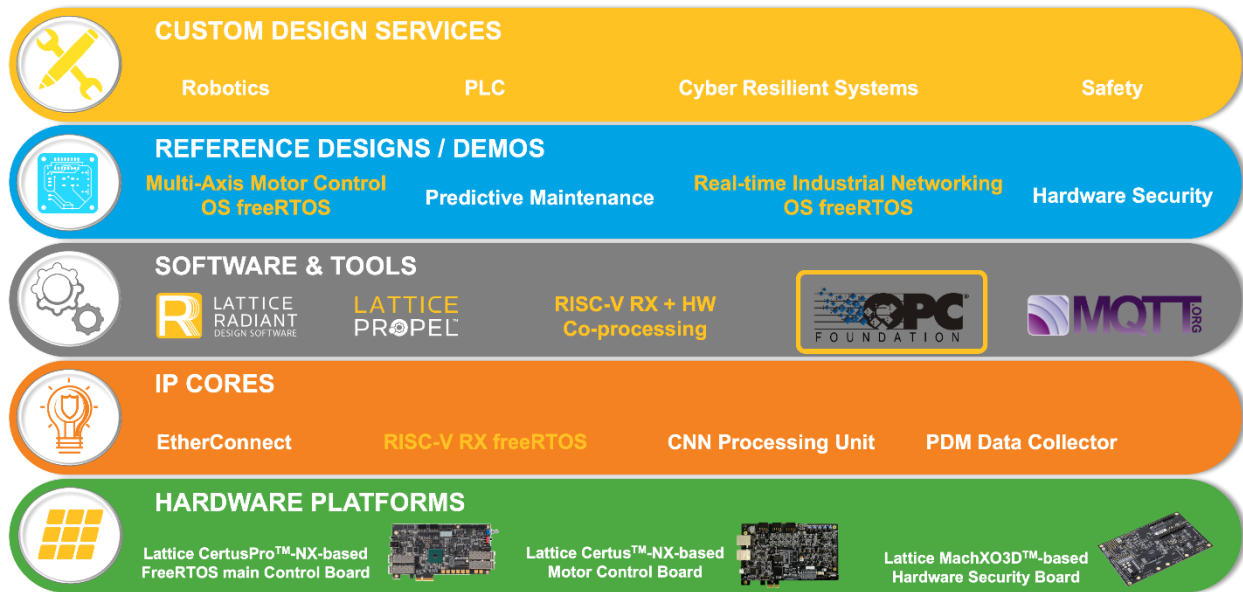 CUSTOM DESIGN SERVICES
Robotics PLC Cyber Resilient Systems Safety
REFERENCE DESIGNS / DEMOS
Multi-Axis Motor Control
OS freeRTOS
Predictive Maintenance
Real-time Industrial Networking
OS freeRTOS
Hardware Security
SOFTWARE & TOOLS
LATTICE
RADIANT
DESIGN SOFTWARE
LATTICE
PROPEL™
RISC-V RX + HW
Co-processing
OPC®
FOUNDATION
MQTT.ORG
IP CORES
EtherConnect RISC-V RX freeRTOS CNN Processing Unit PDM Data Collector
HARDWARE PLATFORMS
Lattice CertusPro™-NX-based
FreeRTOS main Control Board
Lattice Certus™-NX-based
Motor Control Board
Lattice MachXO3D™-based
Hardware Security Board